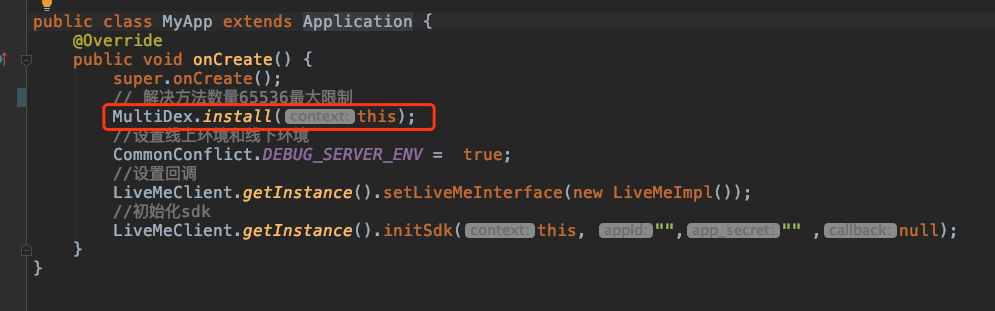 public class MyApp extends Application {
@Override
public void onCreate() {
super.onCreate();
// 解决方法数量65536最大限制
MultiDex.install( context: this);
//设置线上环境和线下环境
CommonConflict.DEBUG_SERVER_ENV =  true;
//设置回调
LiveMeClient.getInstance().setLiveMeInterface(new LiveMeImpl());
//初始化sdk
LiveMeClient.getInstance().initSdk( context: this, appId: "", app_secret: "" , callback: null);
}
}